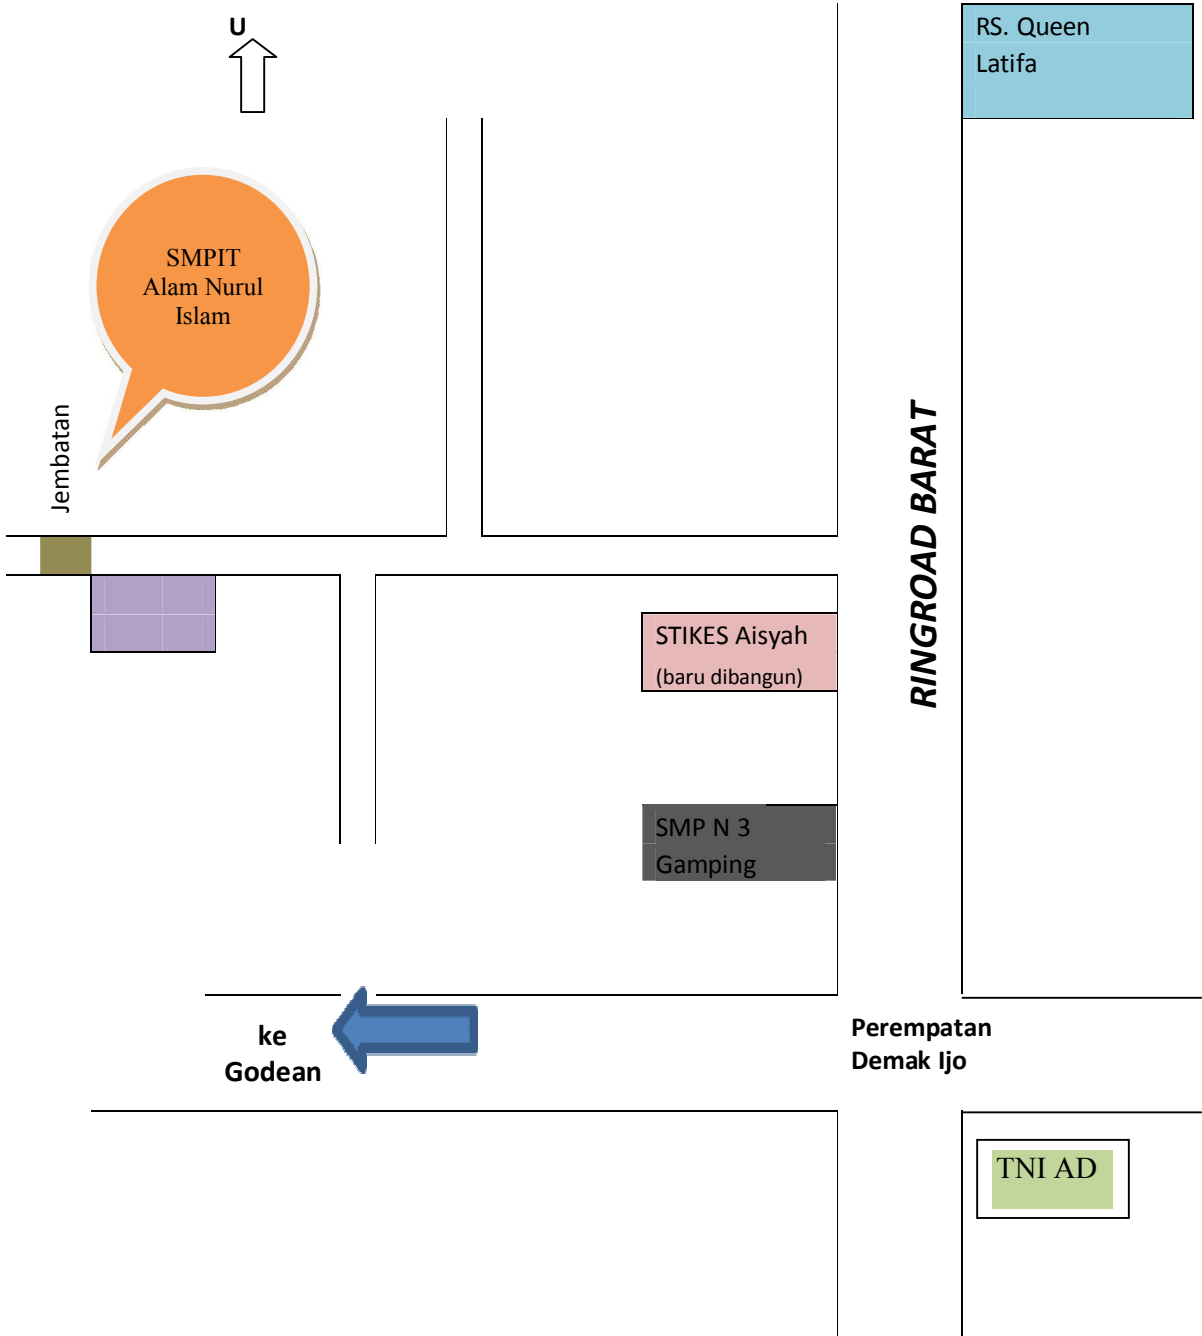 U
RS. Queen
Latifa
SMPIT
Alam Nurul
Islam
Jembatan
RINGROAD BARAT
STIKES Aisyah
(baru dibangun)
SMP N 3
Gamping
ke
Godean
Perempatan
Demak Ijo
TNI AD